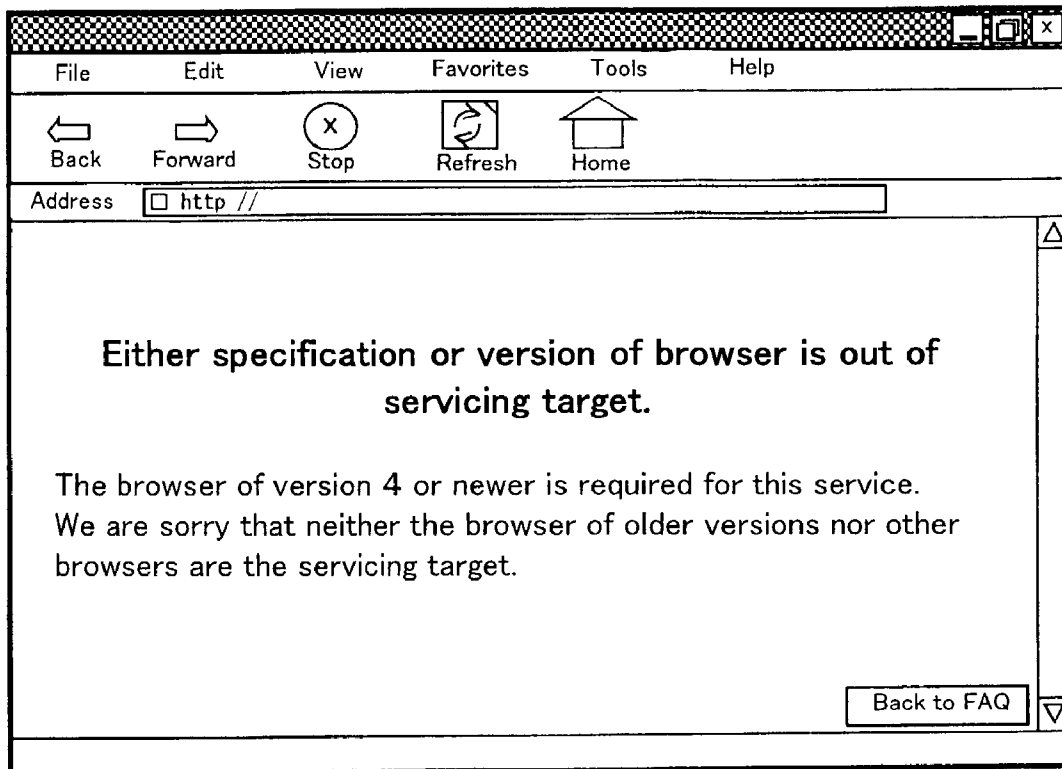 File Edit View Favorites Tools Help
X
Back Forward Stop Refresh Home
Address http //
Either specification or version of browser is out of
servicing target.
The browser of version 4 or newer is required for this service.
We are sorry that neither the browser of older versions nor other
browsers are the servicing target.
Back to FAQ